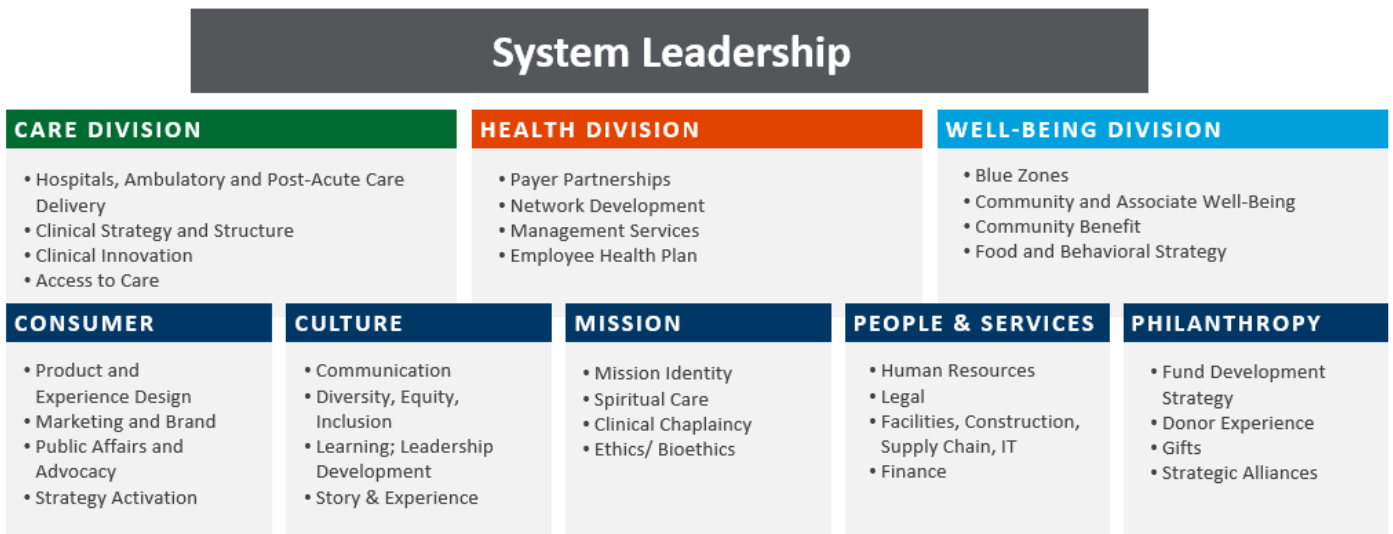 System Leadership
CARE DIVISION
• Hospitals, Ambulatory and Post-Acute Care
Delivery
• Clinical Strategy and Structure
• Clinical Innovation
• Access to Care
HEALTH DIVISION
• Payer Partnerships
• Network Development
• Management Services
• Employee Health Plan
WELL-BEING DIVISION
• Blue Zones
• Community and Associate Well-Being
• Community Benefit
• Food and Behavioral Strategy
CONSUMER
• Product and
Experience Design
• Marketing and Brand
• Public Affairs and
Advocacy
• Strategy Activation
CULTURE
• Communication
• Diversity, Equity,
Inclusion
• Learning; Leadership
Development
• Story & Experience
MISSION
• Mission Identity
• Spiritual Care
• Clinical Chaplaincy
• Ethics/ Bioethics
PEOPLE & SERVICES
• Human Resources
• Legal
• Facilities, Construction,
Supply Chain, IT
• Finance
PHILANTHROPY
• Fund Development
Strategy
• Donor Experience
• Gifts
• Strategic Alliances